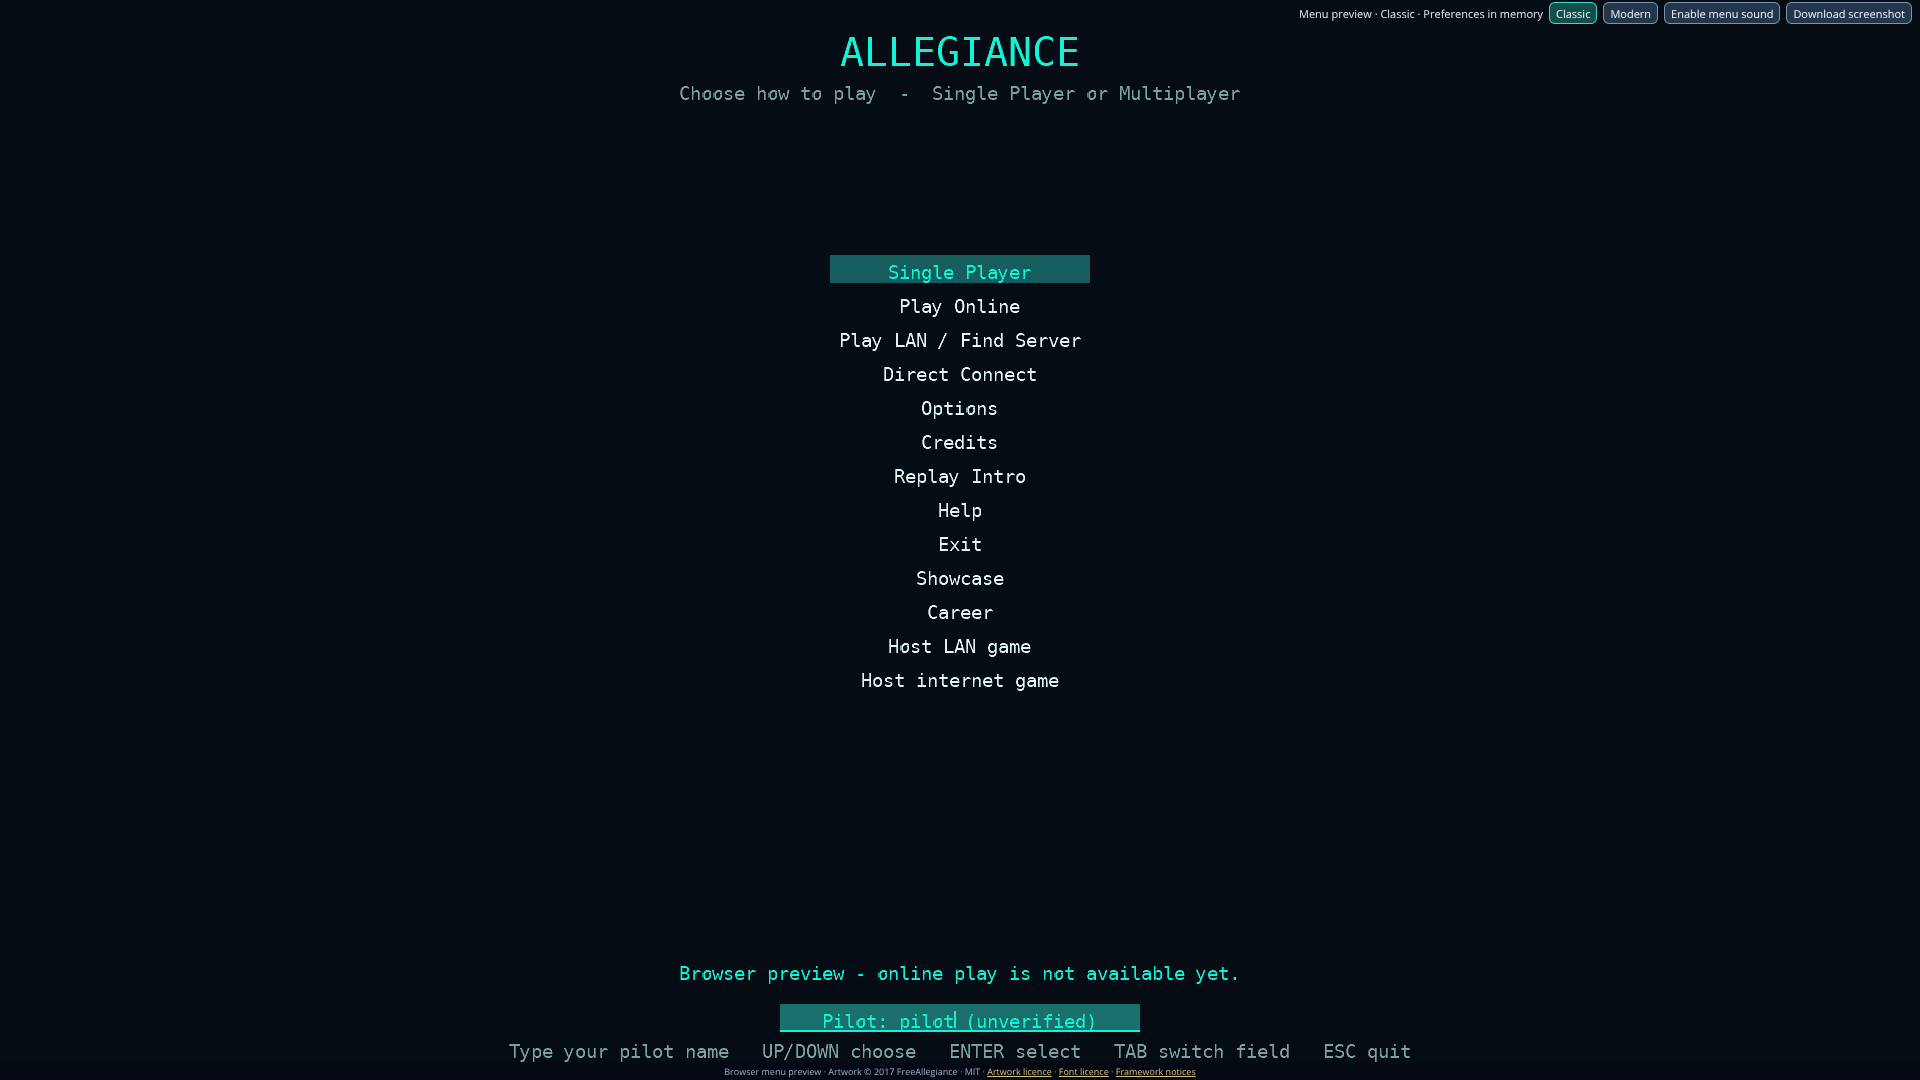 Menu preview · Classic · Preferences in memory Classic Modern Enable menu sound Download screenshot
ALLEGIANCE
Choose how to play - Single Player or Multiplayer
Single Player
Play Online
Play LAN / Find Server
Direct Connect
Options
Credits
Replay Intro
Help
Exit
Showcase
Career
Host LAN game
Host internet game
Browser preview - online play is not available yet.
Pilot: pilot (unverified)
Type your pilot name UP/DOWN choose ENTER select TAB switch field ESC quit
Browser menu preview · Artwork © 2017 FreeAllegiance · MIT · Artwork licence · Font licence · Framework notices